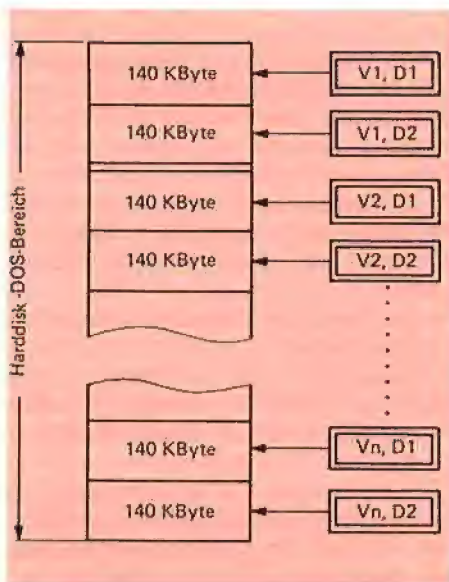 140 KByte
V1, D1
140 KByte
V1, D2
140 KByte
V2, D1
140 KByte
V2, D2
Harddisk -DOS-Bereich
140 KByte
Vn, D1
140 KByte
Vn, D2